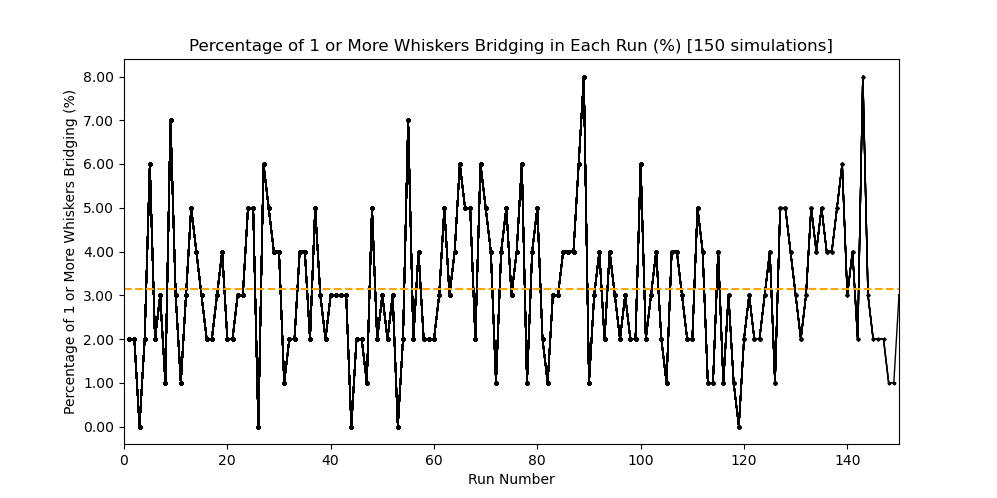 Percentage of 1 or More Whiskers Bridging in Each Run (%) [150 simulations]
Percentage of 1 or More Whiskers Bridging (%)
8.00
7.00
6.00
5.00
4.00
3.00
2.00
1.00
0.00
0 20 40 60 80 100 120 140
Run Number